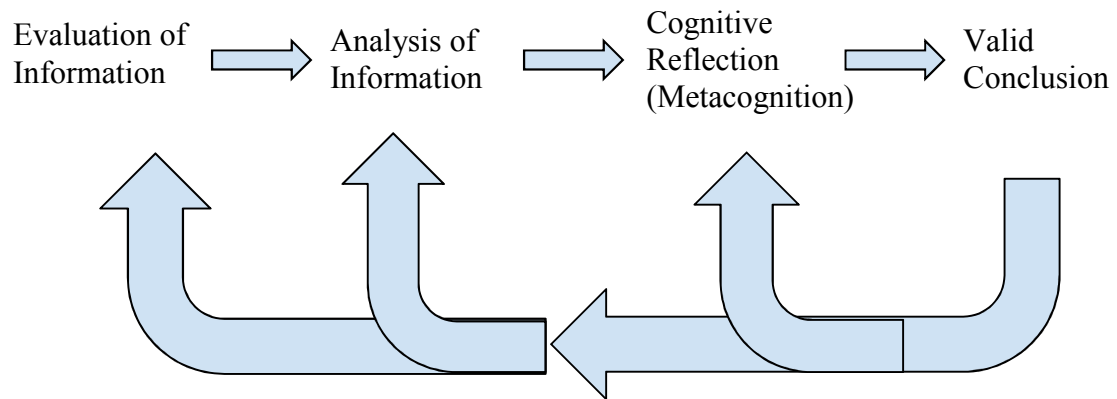 Evaluation of
Information
Analysis of
Information
Cognitive
Reflection
(Metacognition)
Valid
Conclusion